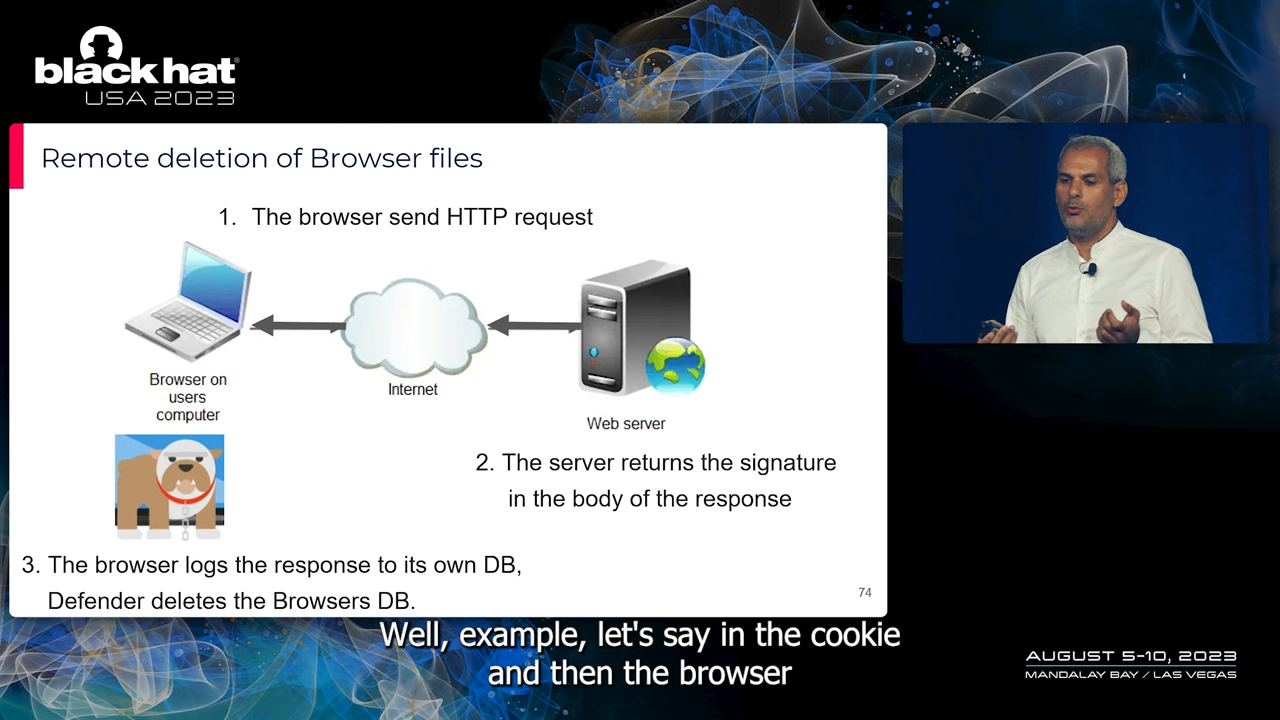 black hat
USA 2023
Remote deletion of Browser files
1. The browser send HTTP request
Browser on
users
computer
Internet
Web server
2. The server returns the signature
in the body of the response
3. The browser logs the response to its own DB,
Defender deletes the Browsers DB.
74
Well, example, let's say in the cookie
and then the browser
AUGUST 5-10, 2023
MANDALAY BAY / LAS VEGAS